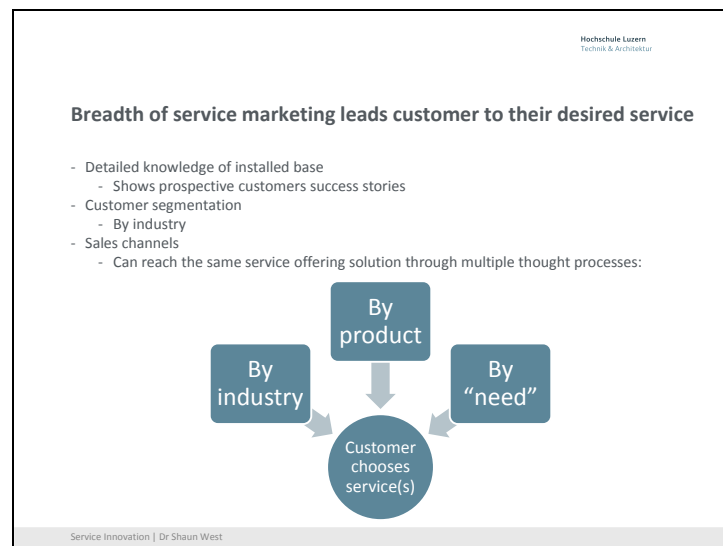 Hochschule Luzern
Technik & Architektur
Breadth of service marketing leads customer to their desired service
- Detailed knowledge of installed base
- Shows prospective customers success stories
- Customer segmentation
- By industry
- Sales channels
- Can reach the same service offering solution through multiple thought processes:
By
product
By
industry
By
“need”
Customer
chooses
service(s)
Service Innovation | Dr Shaun West